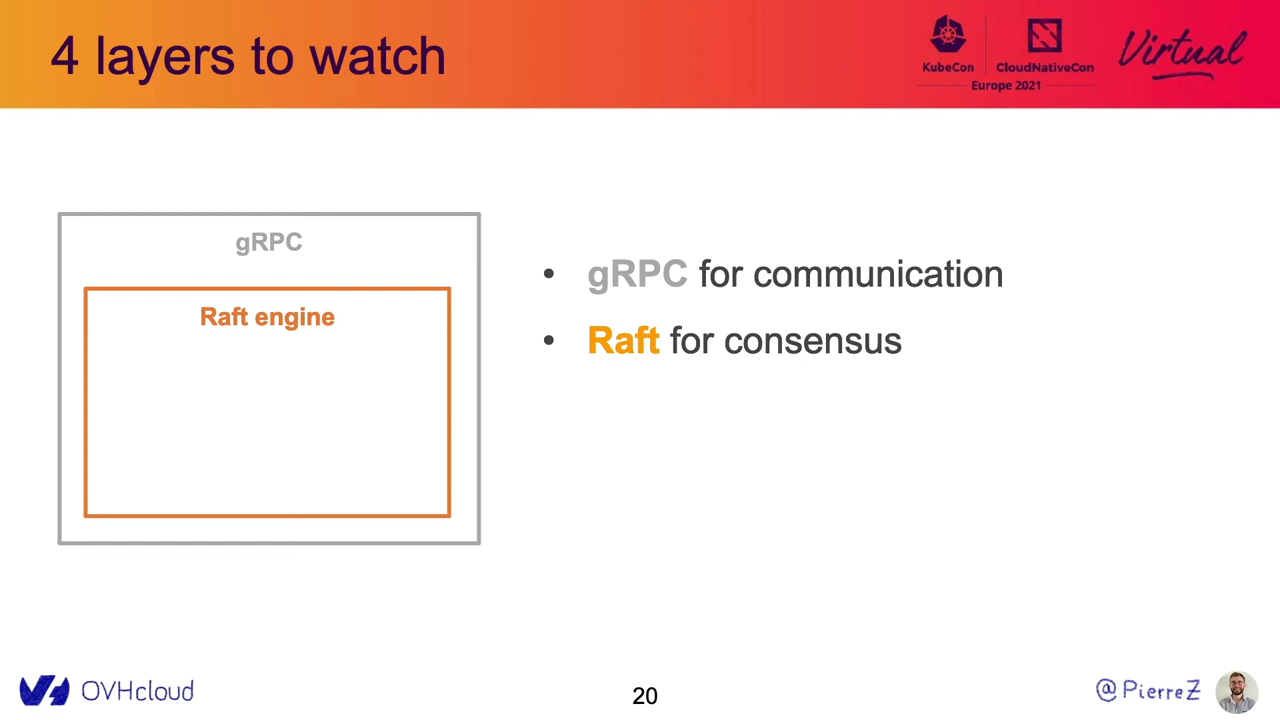 4 layers to watch
KubeCon
CloudNativeCon
Europe 2021
Virtual
gRPC
Raft engine
• gRPC for communication
• Raft for consensus
OVHcloud
20
@PierreZ